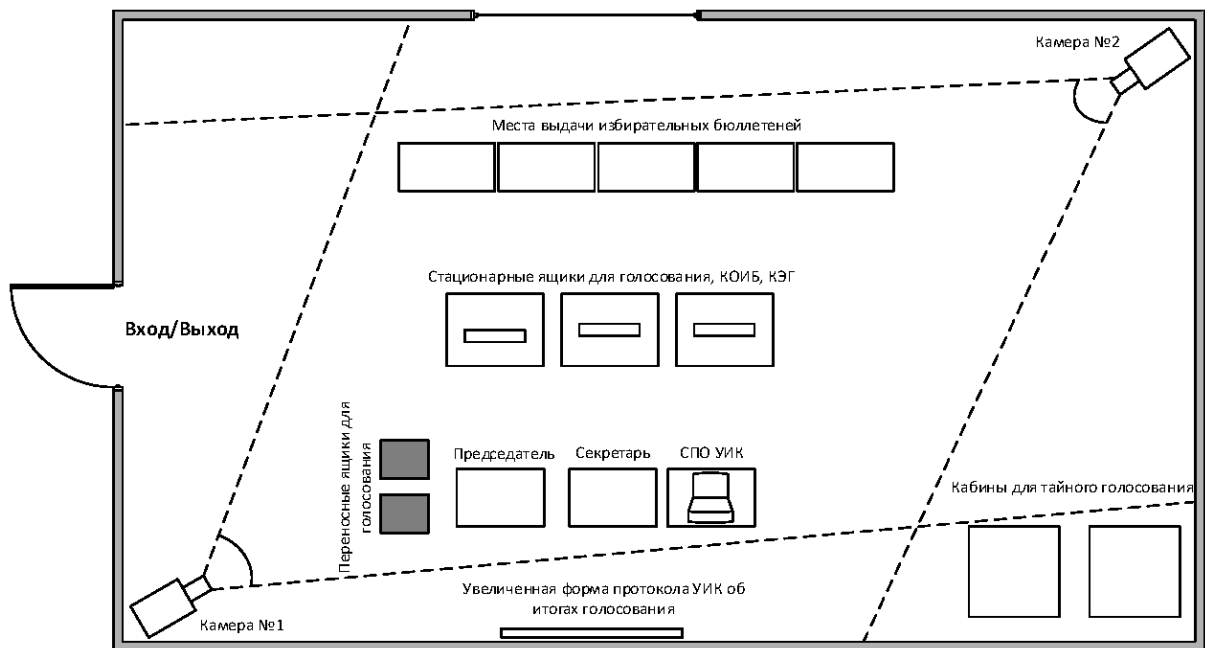 Камера №2
Места выдачи избирательных бюллетеней
Стационарные ящики для голосования, КОИБ, КЭГ
Вход/Выход
Переносные ящики для
голосования
Председатель
Секретарь
СПО УИК
Кабины для тайного голосования
Увеличенная форма протокола УИК об
итогах голосования
Камера №1